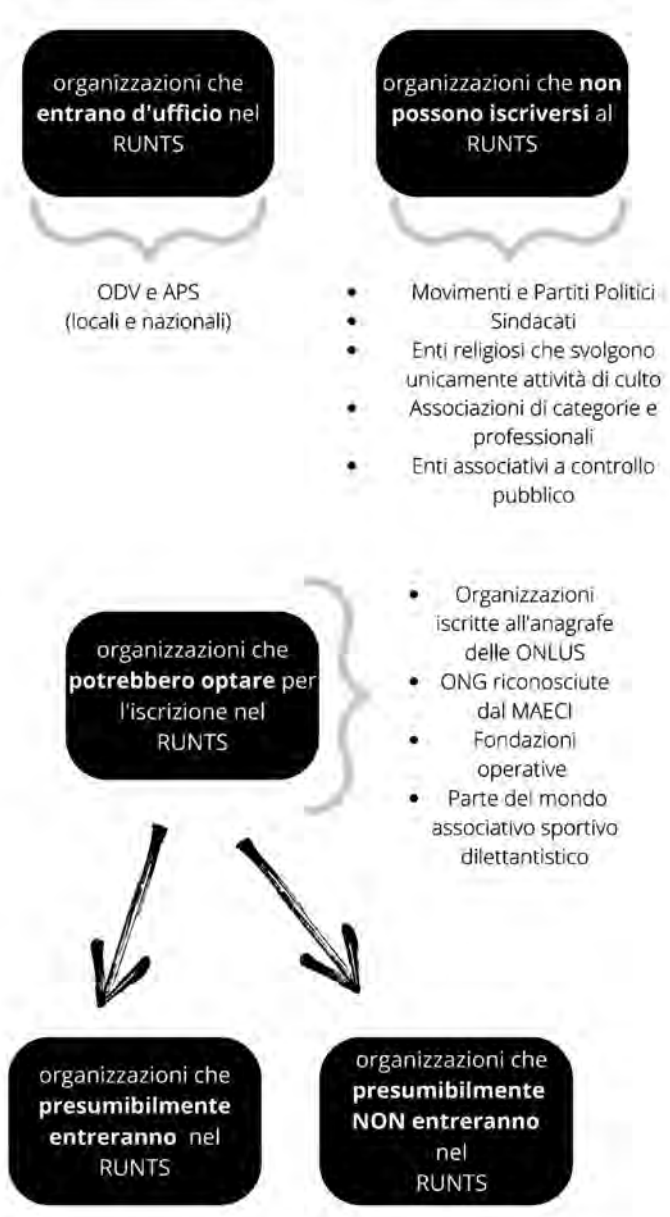 organizzazioni che
entrano d'ufficio nel
RUNTS
ODV e APS
(locali e nazionali)
organizzazioni che non
possono iscriversi al
RUNTS
• Movimenti e Partiti Politici
• Sindacati
• Enti religiosi che svolgono
unicamente attività di culto
• Associazioni di categorie e
professionali
• Enti associativi a controllo
pubblico
organizzazioni che
potrebbero optare per
l'iscrizione nel
RUNTS
• Organizzazioni
iscritte all'anagrafe
delle ONLUS
• ONG riconosciute
dal MAECI
• Fondazioni
operative
• Parte del mondo
associativo sportivo
dilettantistico
organizzazioni che
presumibilmente
entreranno nel
RUNTS
organizzazioni che
presumibilmente
NON entreranno
nel
RUNTS